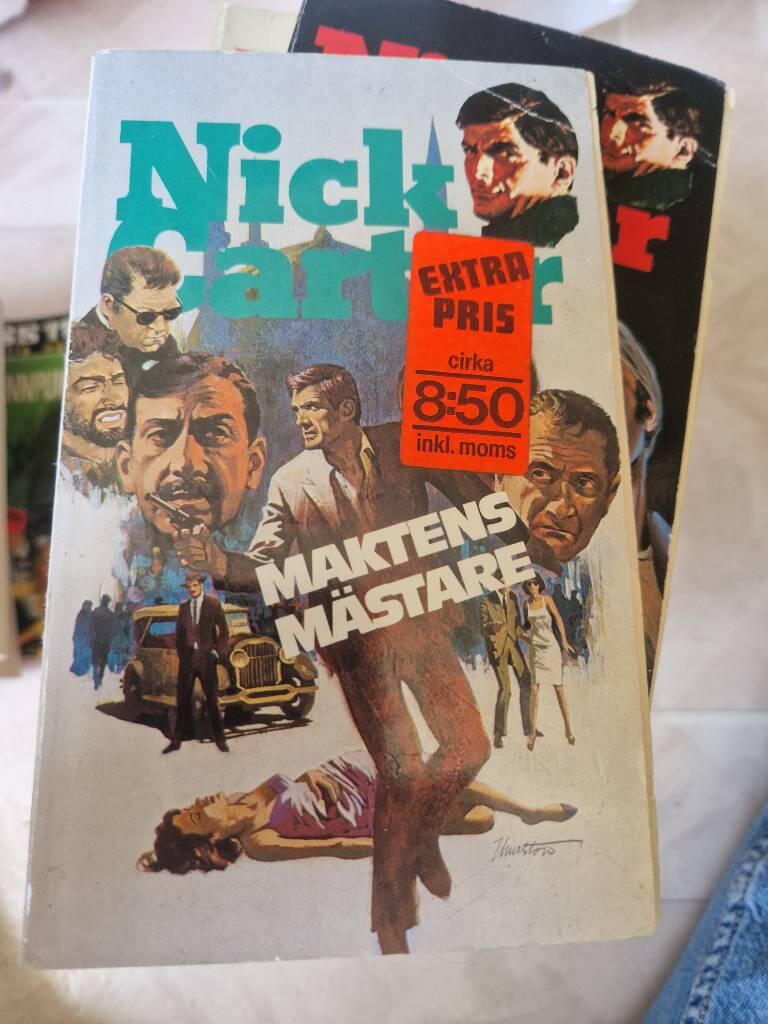 Nick
Carter
EXTRA
PRIS
cirka
8:50
inkl. moms
MAKTENS
MÄSTARE
r